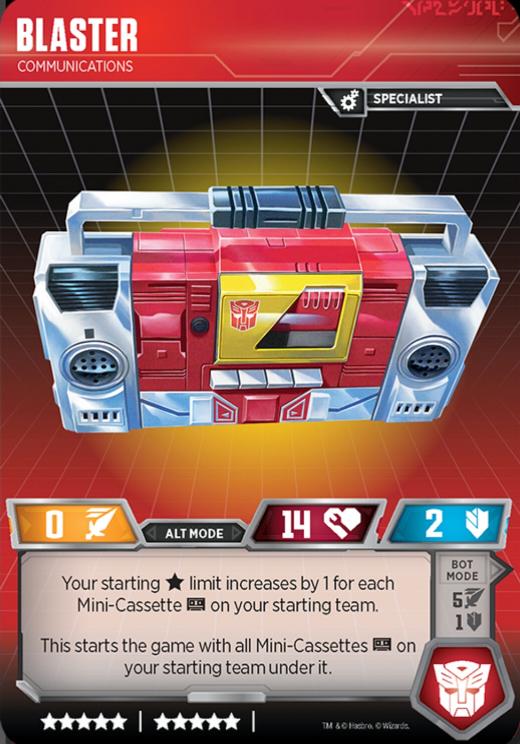 BLASTER
COMMUNICATIONS
SPECIALIST
0
ALT MODE
14
2
Your starting ★ limit increases by 1 for each
Mini-Cassette on your starting team.
This starts the game with all Mini-Cassettes on
your starting team under it.
BOT
MODE
5
1
★★★★★ | ★★★★★ |
TM & © Hasbro. © Wizards.